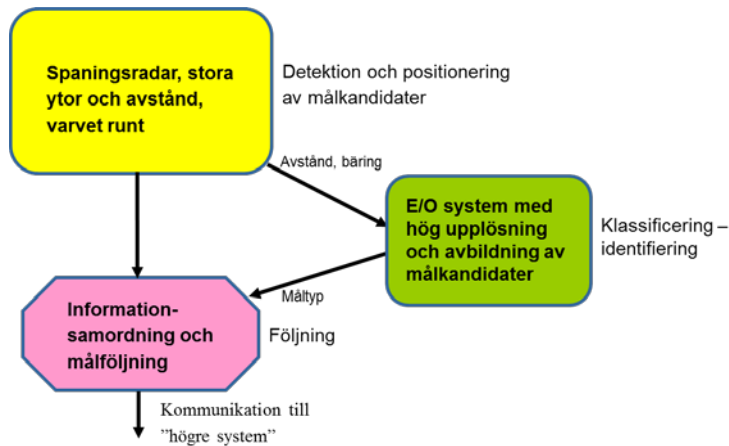 Spaningsradar, stora
ytor och avstånd,
varvet runt
Detektion och positionering
av målkandidater
Avstånd, bäring
E/O system med
hög upplösning
och avbildning av
målkandidater
Klassificering –
identifiering
Måltyp
Information-
samordning och
målföljning
Följning
Kommunikation till
”högre system”